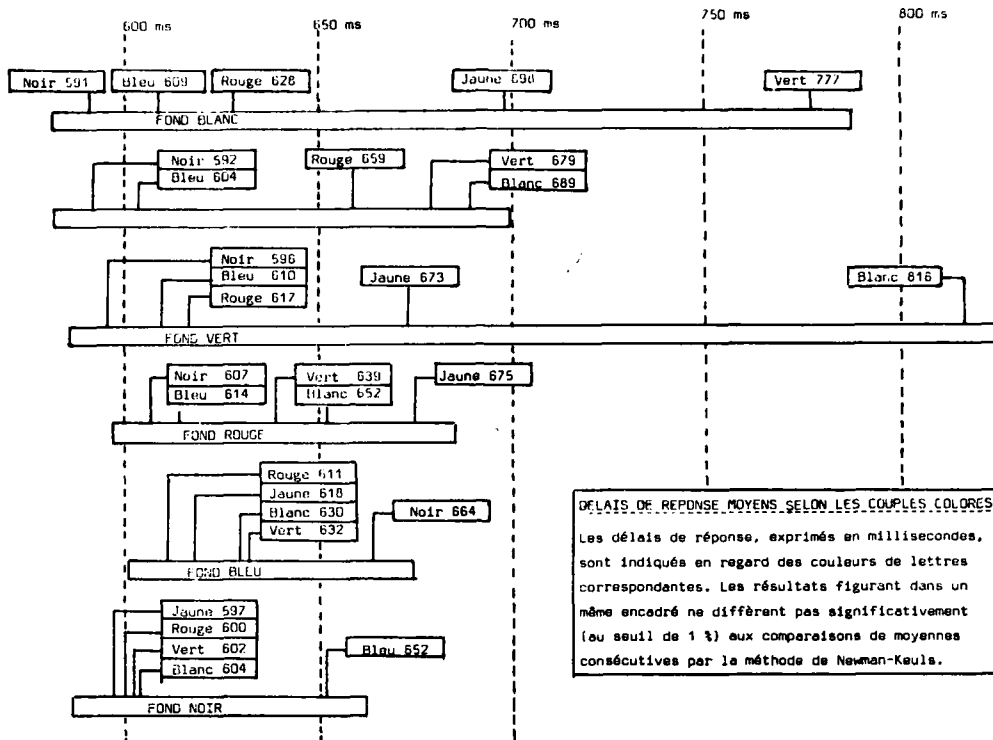 600 ms 650 ms 700 ms 750 ms 800 ms
Noir 591 Bleu 609 Rouge 628 Jaune 698 Vert 777
FOND BLANC
Noir 592 Rouge 659 Vert 679
Bleu 604 Blanc 689
Noir 596
Bleu 610 Jaune 673 Blanc 816
Rouge 617
FOND VERT
Noir 607 Vert 639 Jaune 675
Bleu 614 Blanc 652
FOND ROUGE
Rouge 611
Jaune 618
Blanc 630 Noir 664
Vert 632
FOND BLEU
DELAIS DE REPONSE MOYENS SELON LES COUPLES COLORES
Les délais de réponse, exprimés en millisecondes,
sont indiqués en regard des couleurs de lettres
correspondantes. Les résultats figurant dans un
même encadré ne diffèrent pas significativement
(au seuil de 1 %) aux comparaisons de moyennes
consécutives par la méthode de Newman-Keuls.
Jaune 597
Rouge 600
Vert 602 Bleu 652
Blanc 604
FOND NOIR